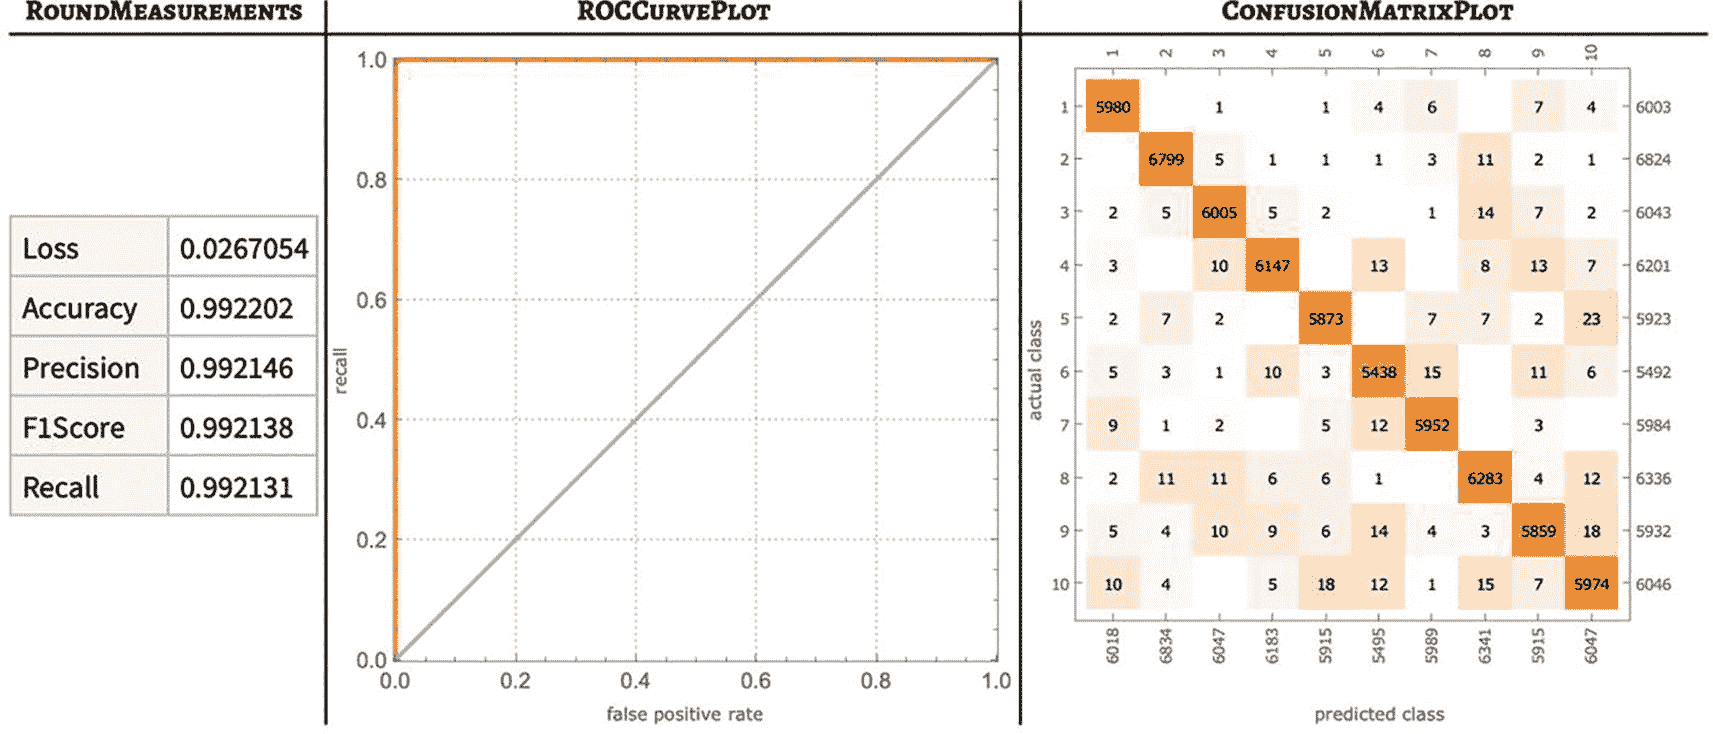 ROUNDMEASUREMENTS
Loss 0.0267054
Accuracy 0.992202
Precision 0.992146
F1Score 0.992138
Recall 0.992131
ROCCURVEPLOT
1.0
0.8
0.6
0.4
0.2
0.0
recall
0.0 0.2 0.4 0.6 0.8 1.0
false positive rate
CONFUSIONMATRIXPLOT
1 2 3 4 5 6 7 8 9 10
1 5980 1 1 4 6 7 4 6003
2 6799 5 1 1 1 3 11 2 1 6824
3 2 5 6005 5 2 1 14 7 2 6043
4 3 10 6147 13 8 13 7 6201
5 2 7 2 5873 7 7 2 23 5923
6 5 3 1 10 3 5438 15 11 6 5492
7 9 1 2 5 12 5952 3 5984
8 2 11 11 6 6 1 6283 4 12 6336
9 5 4 10 9 6 14 4 3 5859 18 5932
10 10 4 5 18 12 1 15 7 5974 6046
actual class
6018 6834 6047 6183 5915 5495 5989 6341 5915 6047
predicted class